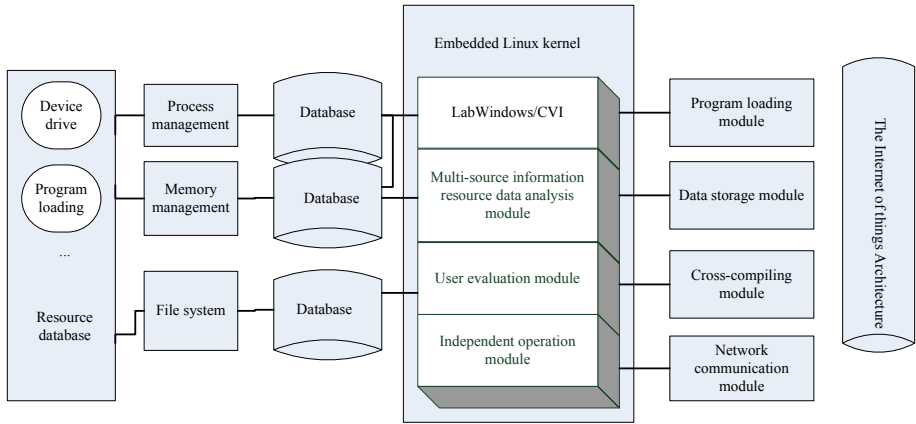 Embedded Linux kernel
Device
drive
Program
loading
...
Resource
database
Process
management
Memory
management
File system
Database
Database
Database
LabWindows/CVI
Multi-source information
resource data analysis
module
User evaluation module
Independent operation
module
Program loading
module
Data storage module
Cross-compiling
module
Network
communication
module
The Internet of things Architecture